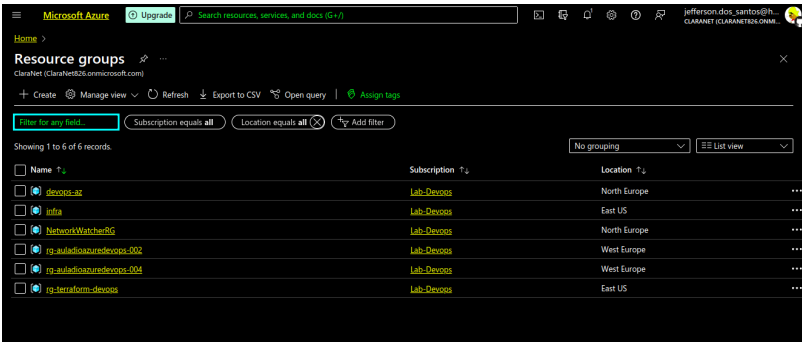 Microsoft Azure Upgrade Search resources, services, and docs (G+/) jefferson.dos_santos@h...
CLARANET (CLARANET826.ONMI...
Home >
Resource groups ...
ClaraNet (ClaraNet826.onmicrosoft.com)
Create Manage view Refresh Export to CSV Open query Assign tags
Filter for any field... Subscription equals all Location equals all Add filter
Showing 1 to 6 of 6 records. No grouping List view
Name Subscription Location
devops-az Lab-Devops North Europe
infra Lab-Devops East US
NetworkWatcherRG Lab-Devops North Europe
rg-auladioazuredevops-002 Lab-Devops West Europe
rg-auladioazuredevops-004 Lab-Devops West Europe
rg-terraform-devops Lab-Devops East US